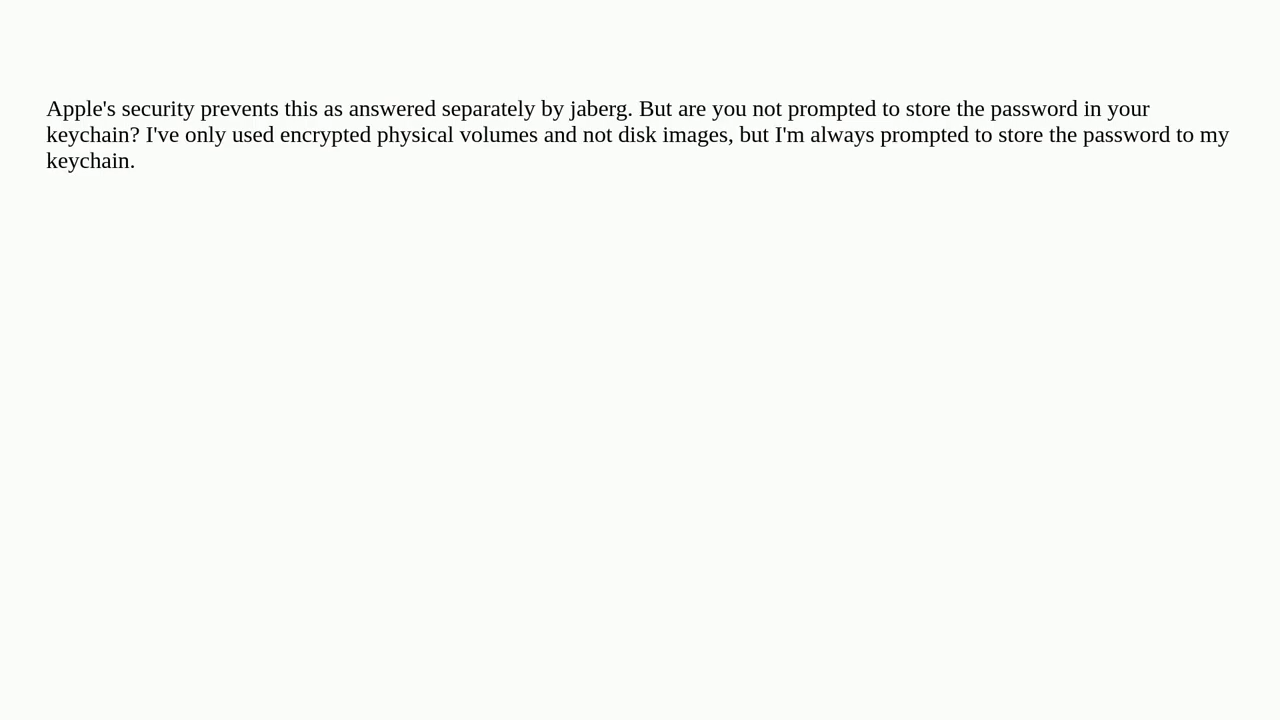 Apple's security prevents this as answered separately by jaberg. But are you not prompted to store the password in your
keychain? I've only used encrypted physical volumes and not disk images, but I'm always prompted to store the password to my
keychain.